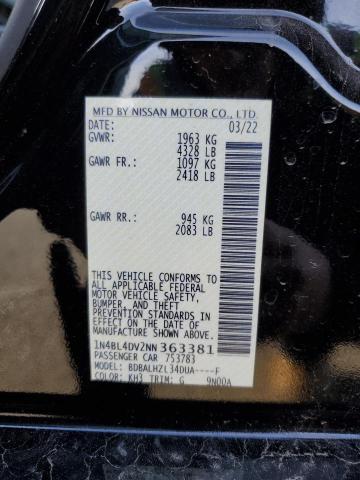 MFD BY NISSAN MOTOR CO., LTD
DATE: 03/22
GVWR: 1963 KG
4328 LB
GAWR FR: 1097 KG
2418 LB
GAWR RR: 945 KG
2083 LB
THIS VEHICLE CONFORMS TO
ALL APPLICABLE FEDERAL
MOTOR VEHICLE SAFETY,
BUMPER, AND THEFT
PREVENTION STANDARDS
IN EFFECT ON THE DATE OF
MANUFACTURE SHOWN ABOVE.
1N4BL4DV2NN363381
PASSENGER CAR 753783
MODEL: BDBALHZL34DUA----F
COLOR: KH3 TRIM: G 9N00A